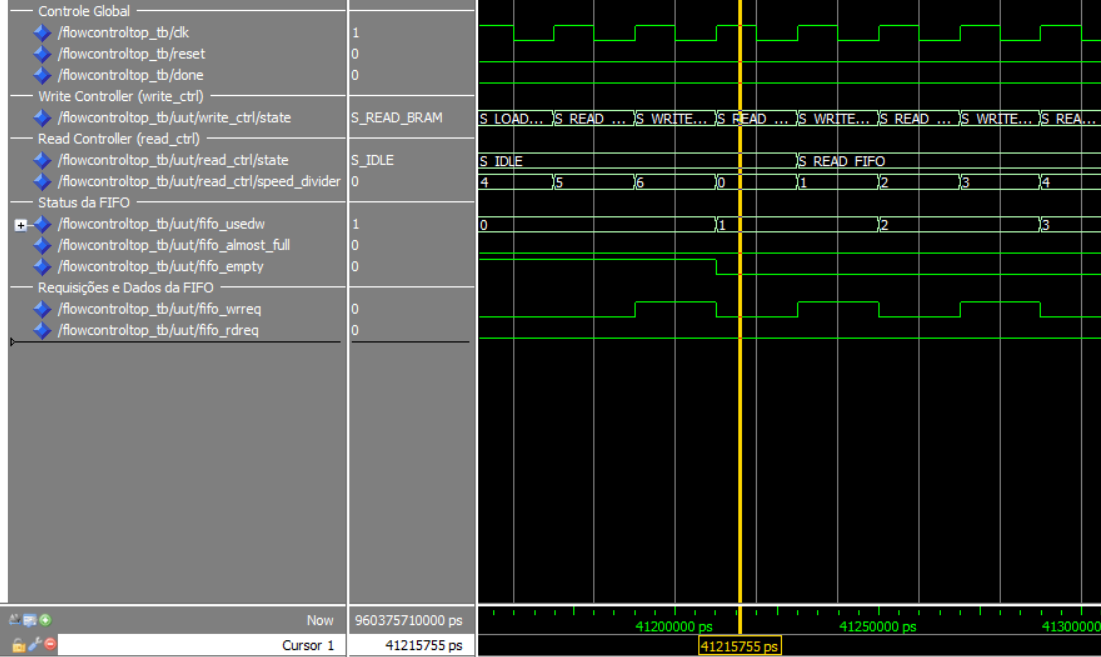 Controle Global
/flowcontroltop_tb/clk 1
/flowcontroltop_tb/reset 0
/flowcontroltop_tb/done 0
Write Controller (write_ctrl)
/flowcontroltop_tb/uut/write_ctrl/state S_READ_BRAM S_LOAD... S_READ_... S_WRITE... S_READ_... S_WRITE... S_READ_... S_WRITE... S_REA...
Read Controller (read_ctrl)
/flowcontroltop_tb/uut/read_ctrl/state S_IDLE S_IDLE S_READ_FIFO
/flowcontroltop_tb/uut/read_ctrl/speed_divider 0 4 5 6 0 1 2 3 4
Status da FIFO
/flowcontroltop_tb/uut/fifo_usedw 1 0 1 2 3
/flowcontroltop_tb/uut/fifo_almost_full 0
/flowcontroltop_tb/uut/fifo_empty 0
Requisições e Dados da FIFO
/flowcontroltop_tb/uut/fifo_wrreq 0
/flowcontroltop_tb/uut/fifo_rdreq 0
Now 960375710000 ps 41200000 ps 41250000 ps 41300000
Cursor 1 41215755 ps 41215755 ps